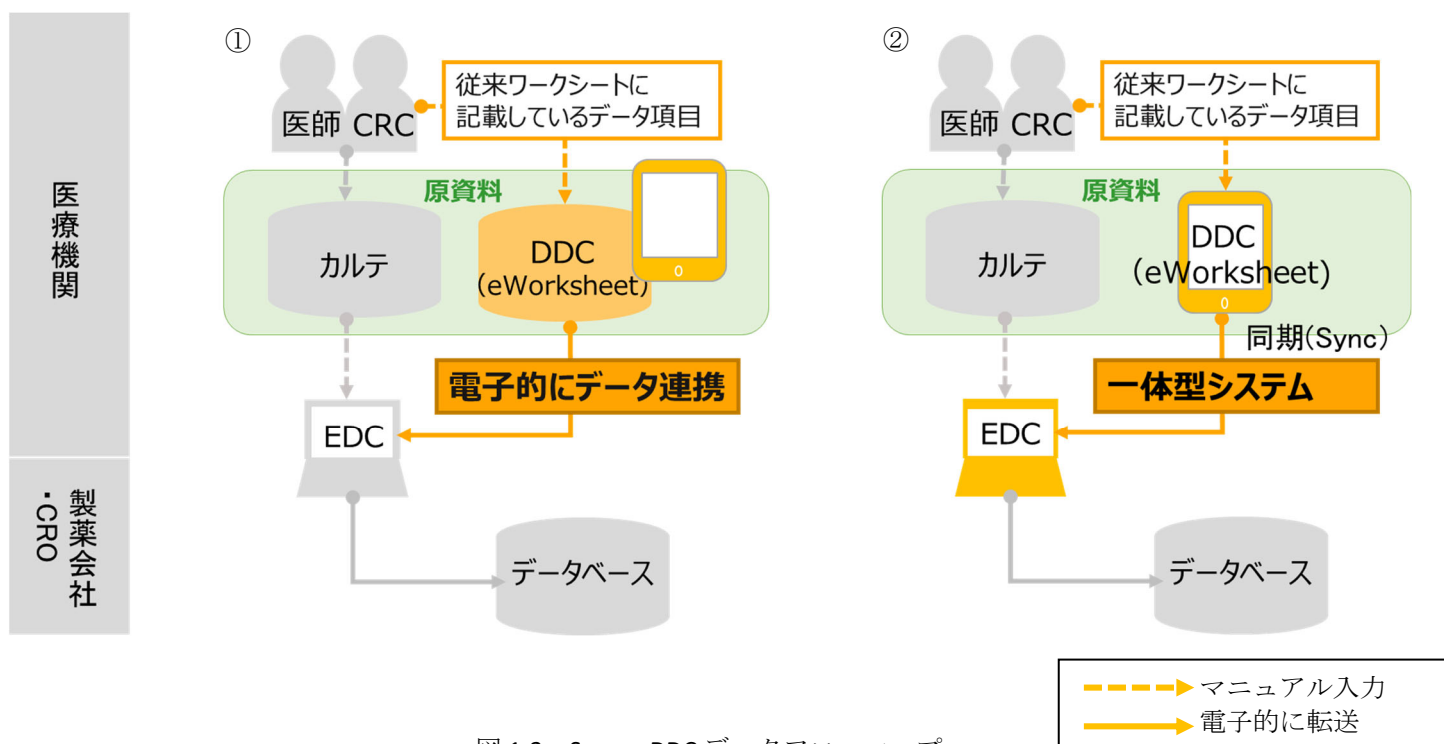 医療機関
製薬会社
・CRO
①
医師 CRC
従来ワークシートに
記載しているデータ項目
原資料
カルテ
DDC
(eWorksheet)
電子的にデータ連携
EDC
データベース
②
医師 CRC
従来ワークシートに
記載しているデータ項目
原資料
カルテ
DDC
(eWorksheet)
同期(Sync)
一体型システム
EDC
データベース
マニュアル入力
電子的に転送